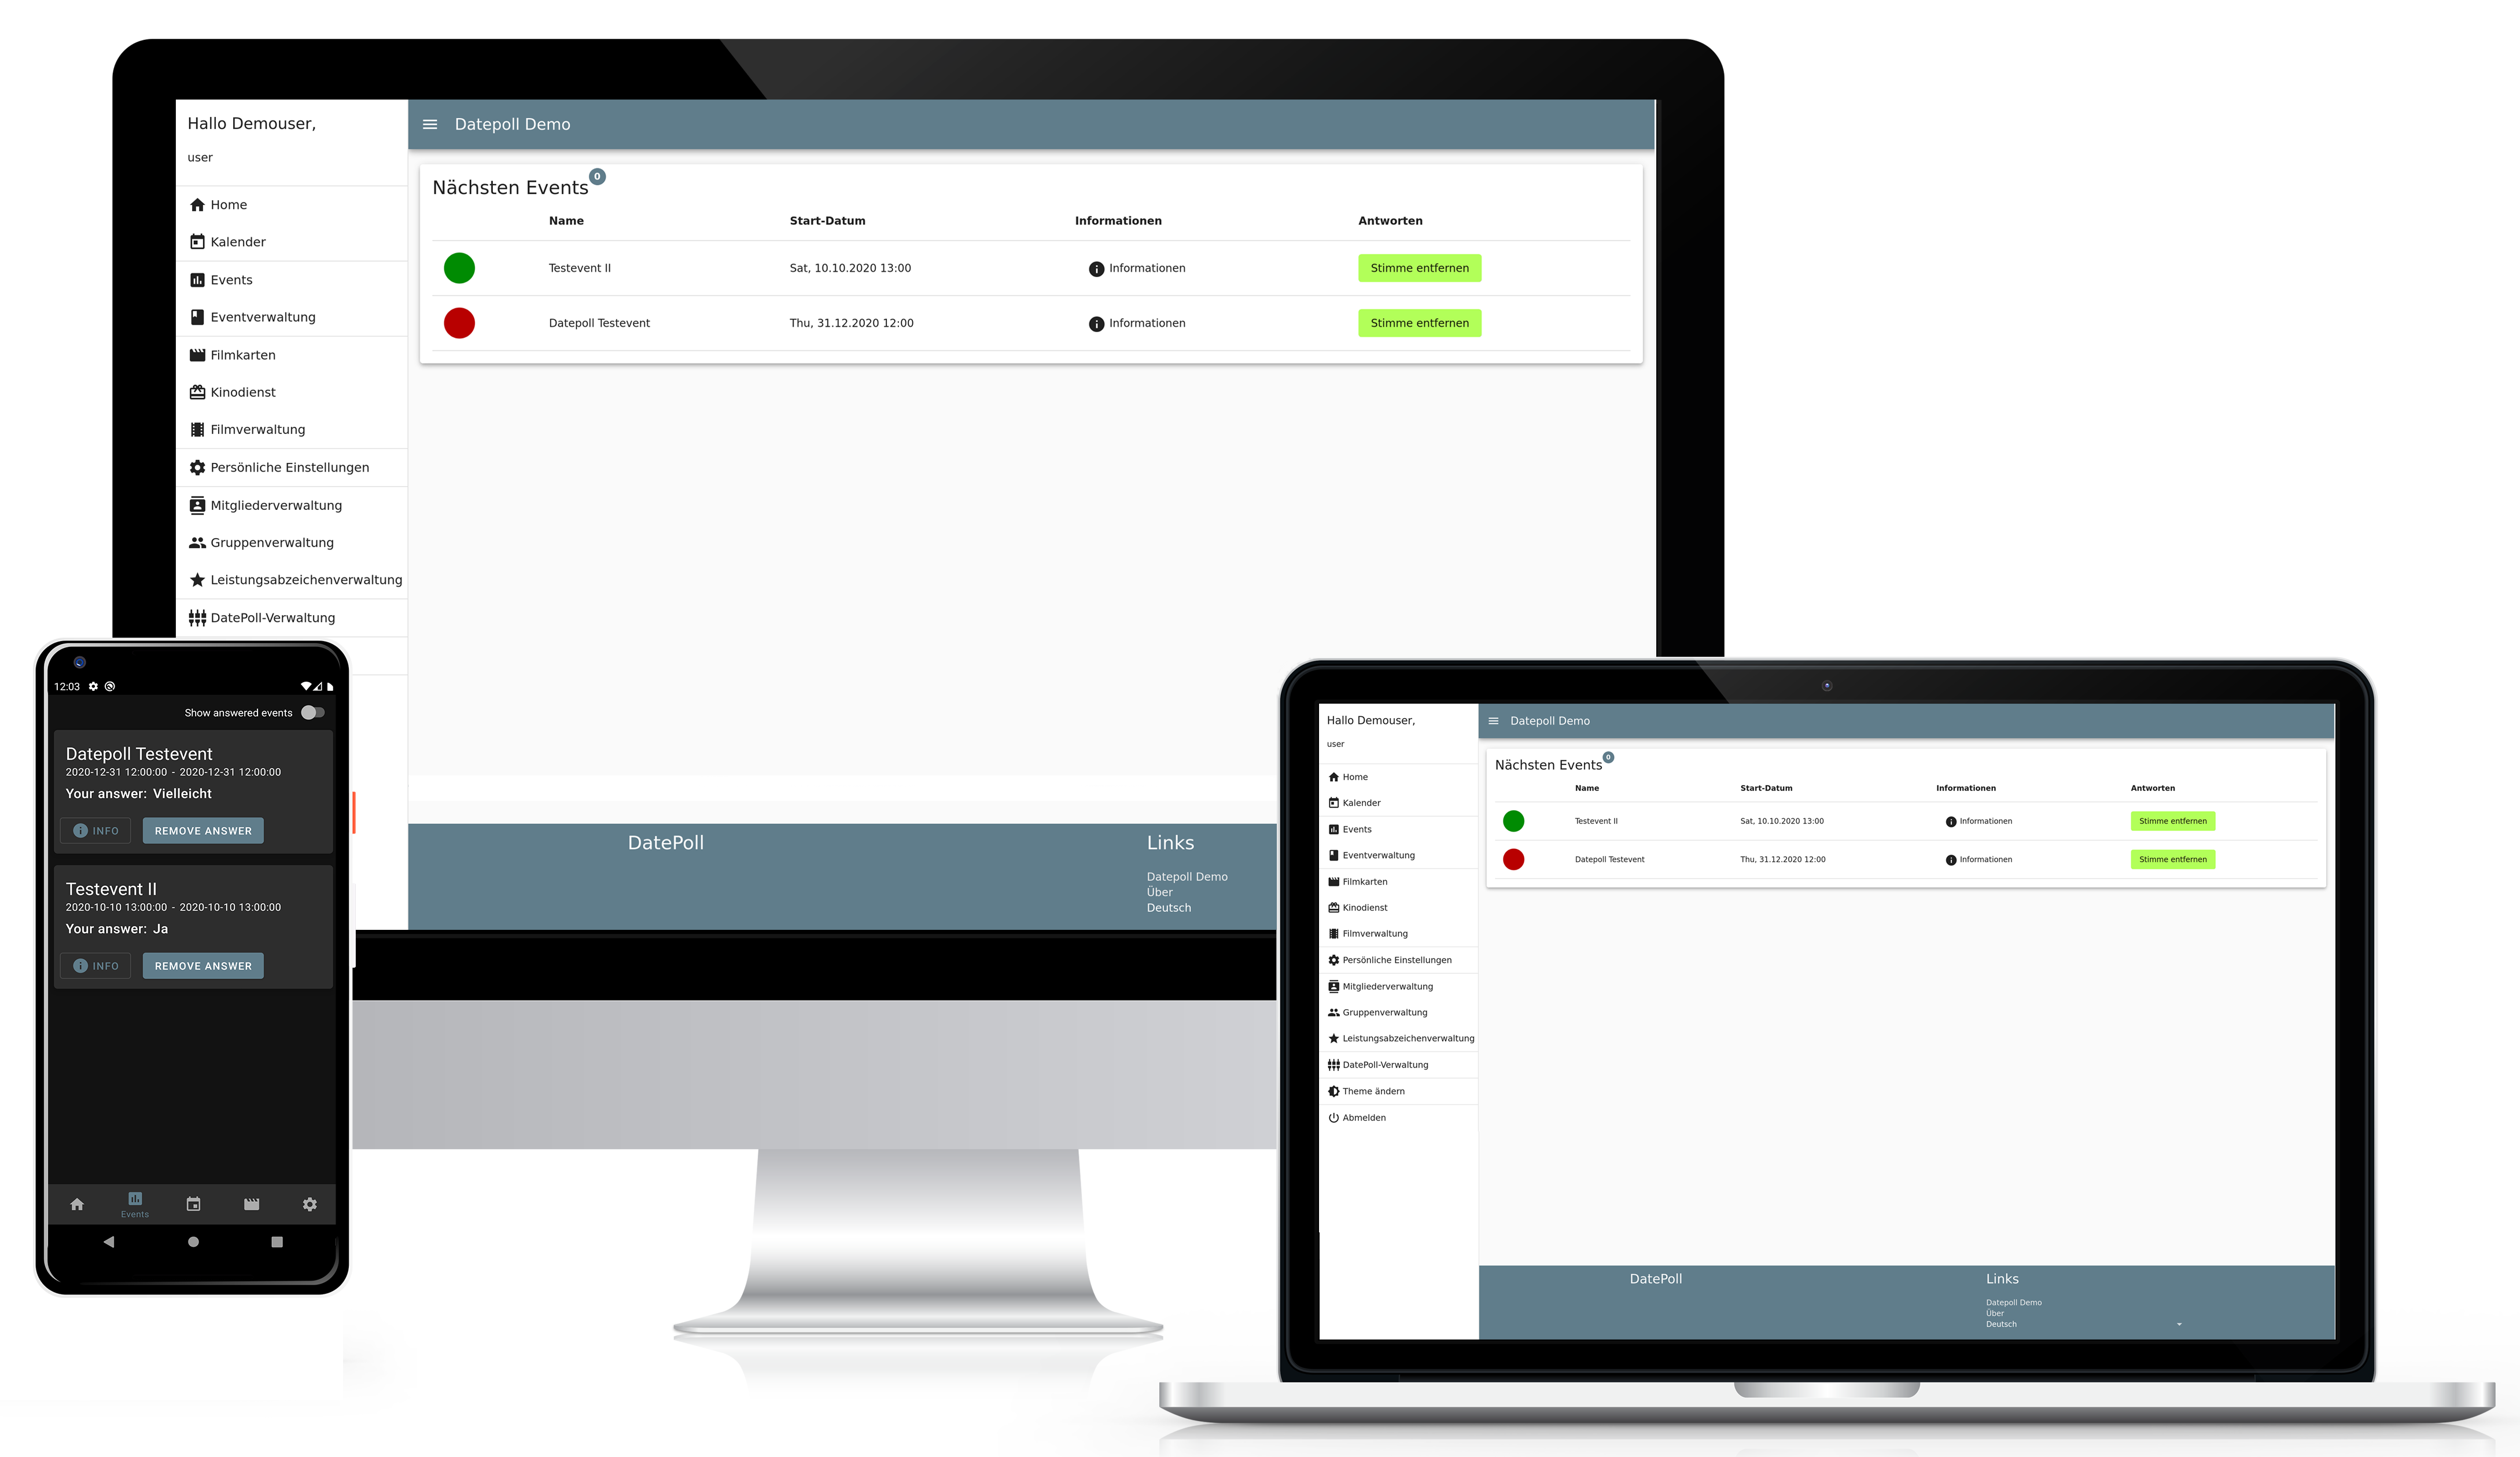 Hallo Demouser,
user
Home
Kalender
Events
Eventverwaltung
Filmkarten
Kinodienst
Filmverwaltung
Persönliche Einstellungen
Mitgliederverwaltung
Gruppenverwaltung
Leistungsabzeichenverwaltung
DatePoll-Verwaltung
Datepoll Demo
Nächsten Events 0
Name Start-Datum Informationen Antworten
Testevent II Sat, 10.10.2020 13:00 Informationen Stimme entfernen
Datepoll Testevent Thu, 31.12.2020 12:00 Informationen Stimme entfernen
DatePoll
Links
Datepoll Demo
Über
Deutsch
12:03
Show answered events
Datepoll Testevent
2020-12-31 12:00:00 - 2020-12-31 12:00:00
Your answer: Vielleicht
INFO REMOVE ANSWER
Testevent II
2020-10-10 13:00:00 - 2020-10-10 13:00:00
Your answer: Ja
INFO REMOVE ANSWER
Events
Hallo Demouser,
user
Home
Kalender
Events
Eventverwaltung
Filmkarten
Kinodienst
Filmverwaltung
Persönliche Einstellungen
Mitgliederverwaltung
Gruppenverwaltung
Leistungsabzeichenverwaltung
DatePoll-Verwaltung
Theme ändern
Abmelden
Datepoll Demo
Nächsten Events 0
Name Start-Datum Informationen Antworten
Testevent II Sat, 10.10.2020 13:00 Informationen Stimme entfernen
Datepoll Testevent Thu, 31.12.2020 12:00 Informationen Stimme entfernen
DatePoll
Links
Datepoll Demo
Über
Deutsch